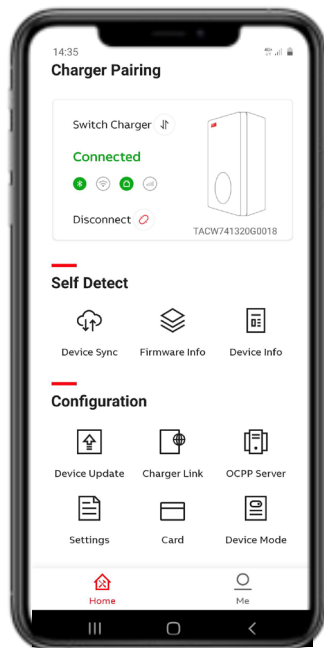 14:35
Charger Pairing
Switch Charger
Connected
Disconnect
TACW741320G0018
Self Detect
Device Sync Firmware Info Device Info
Configuration
Device Update Charger Link OCPP Server
Settings Card Device Mode
Home Me